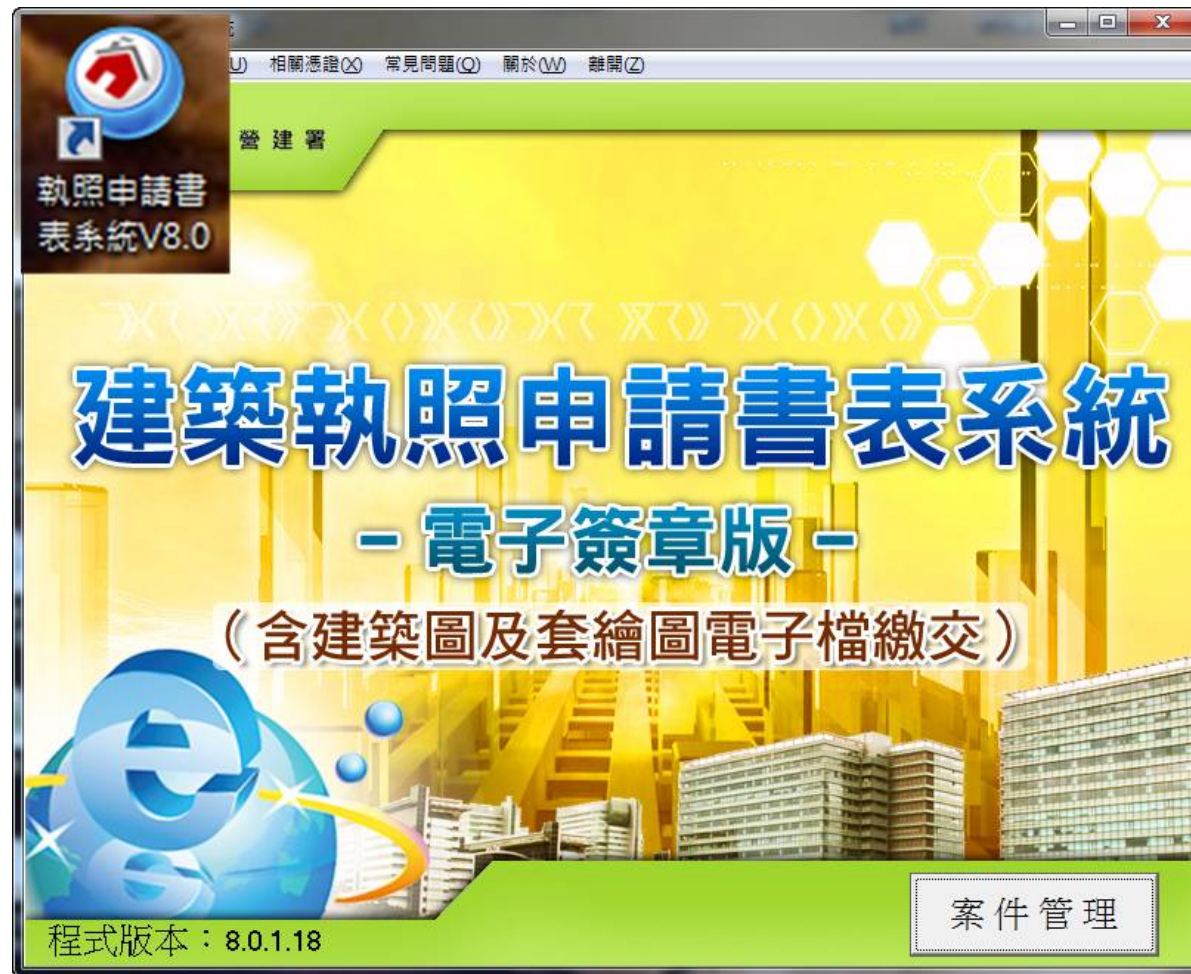 U) 相關憑證(X) 常見問題(Q) 關於(W) 離開(Z)
營建署
執照申請書
表系統V8.0
建築執照申請書表系統
- 電子簽章版 -
(含建築圖及套繪圖電子檔繳交)
程式版本:8.0.1.18
案件管理